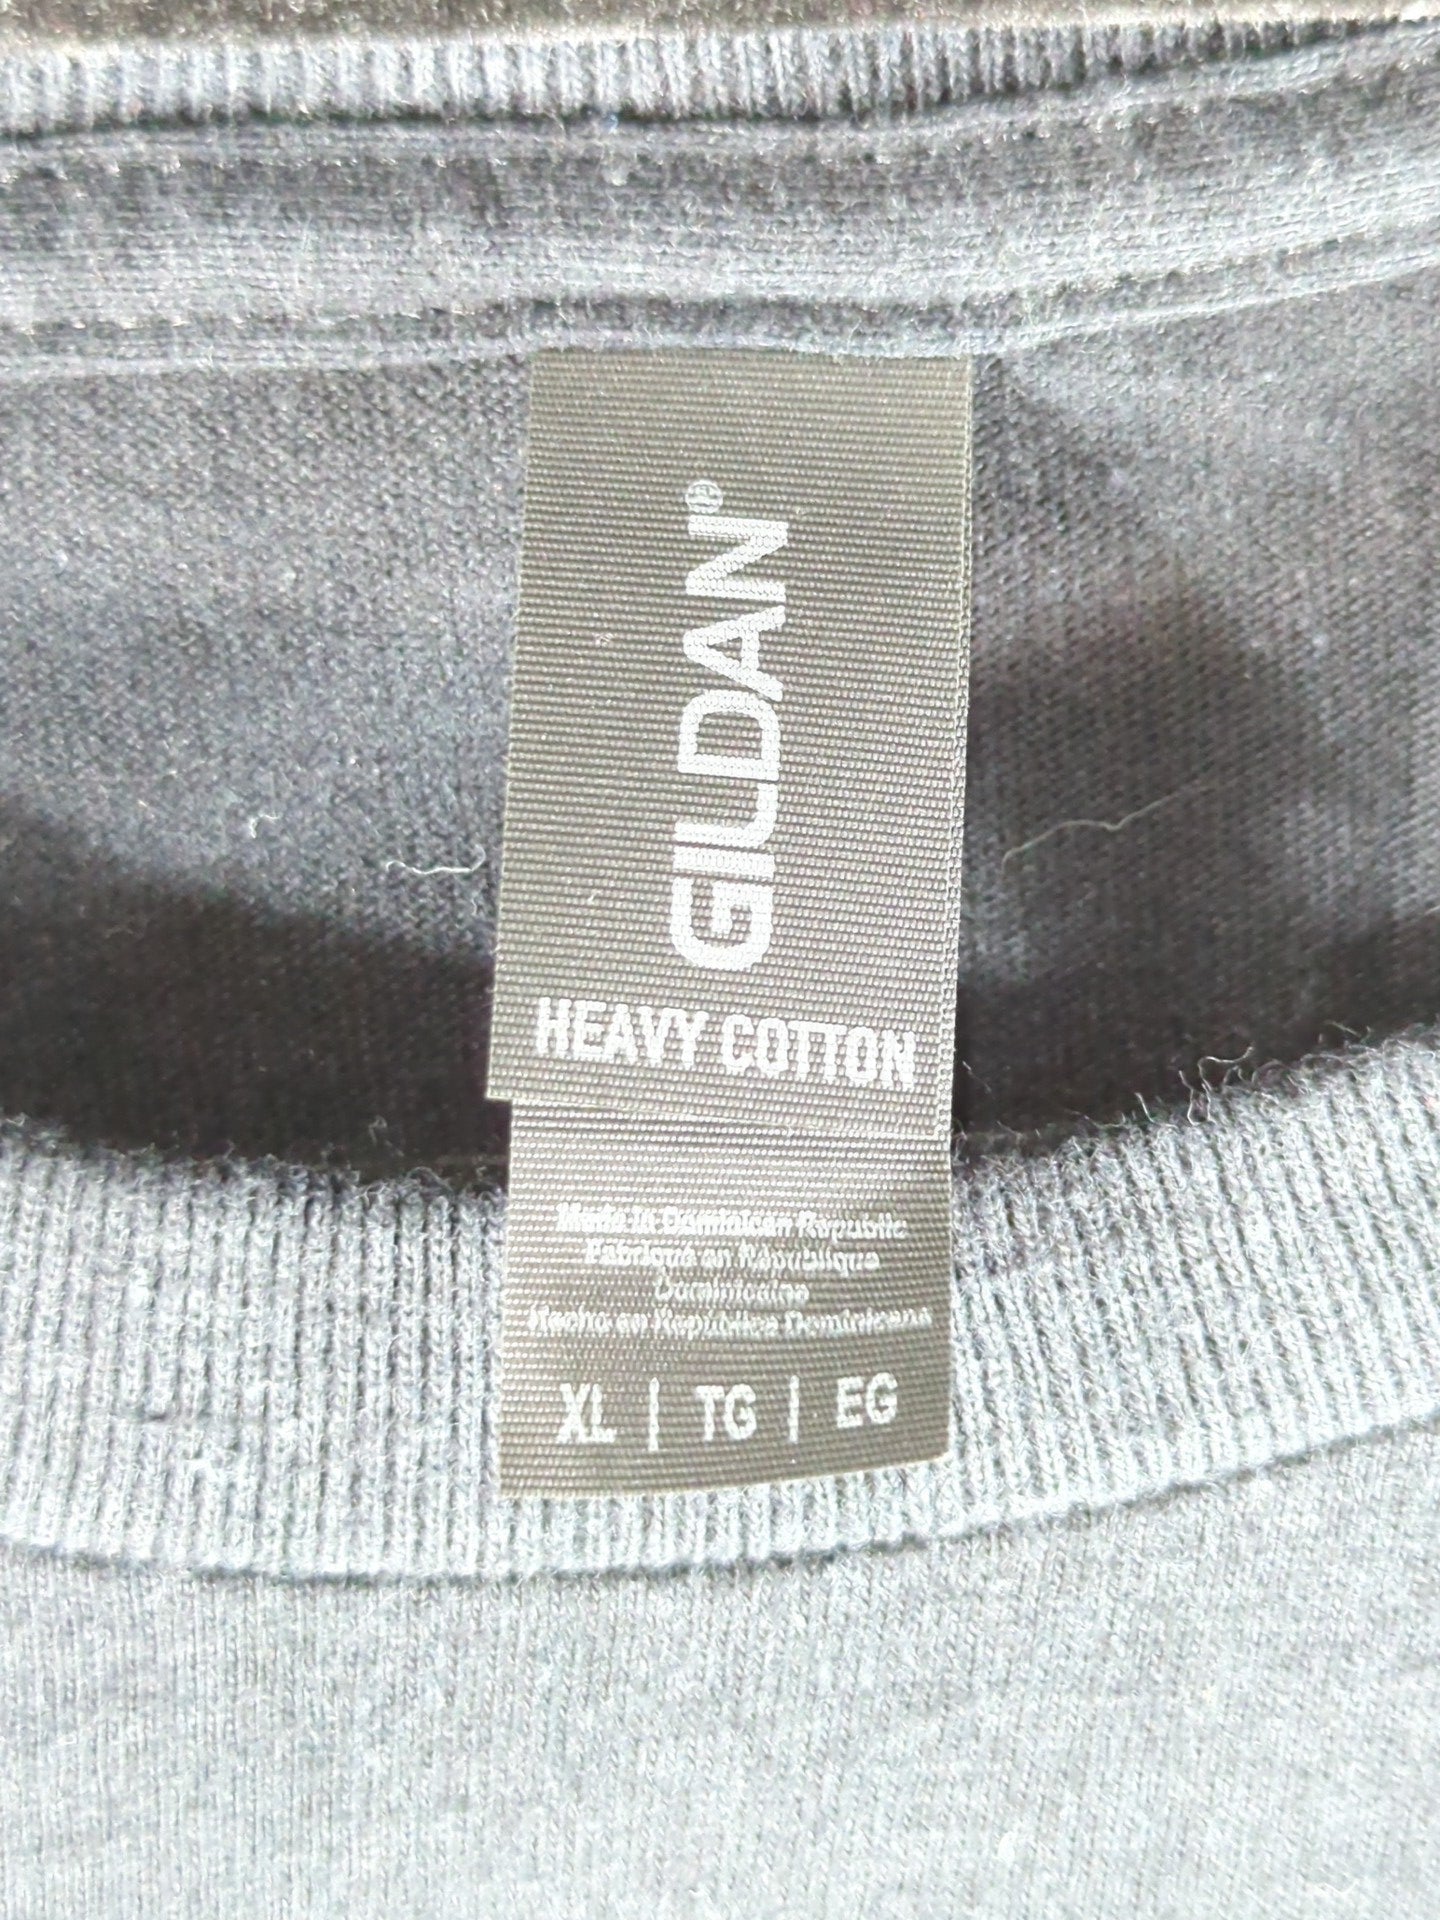 GILDAN®
HEAVY COTTON
Made in Dominican Republic
Fabriqué en République
Dominicaine
Hecho en República Dominicana
XL | TG | EG